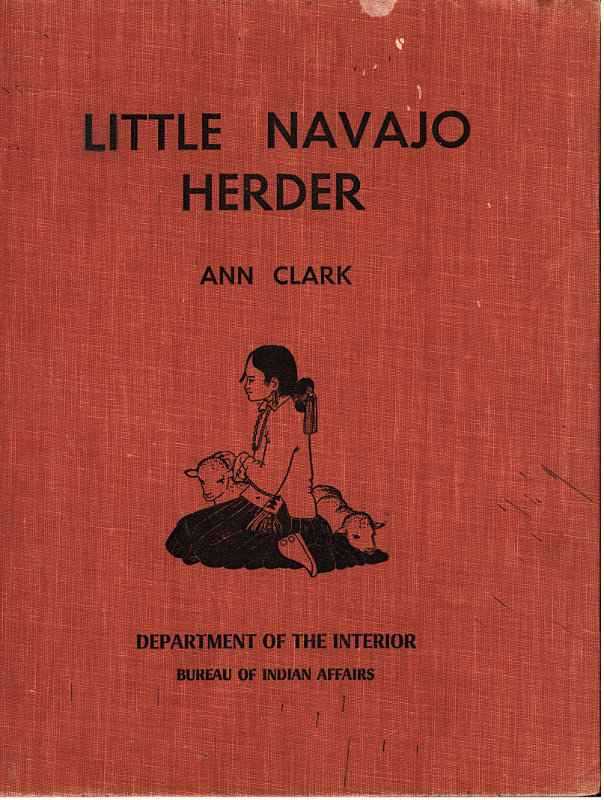 LITTLE NAVAJO
HERDER
ANN CLARK
DEPARTMENT OF THE INTERIOR
BUREAU OF INDIAN AFFAIRS